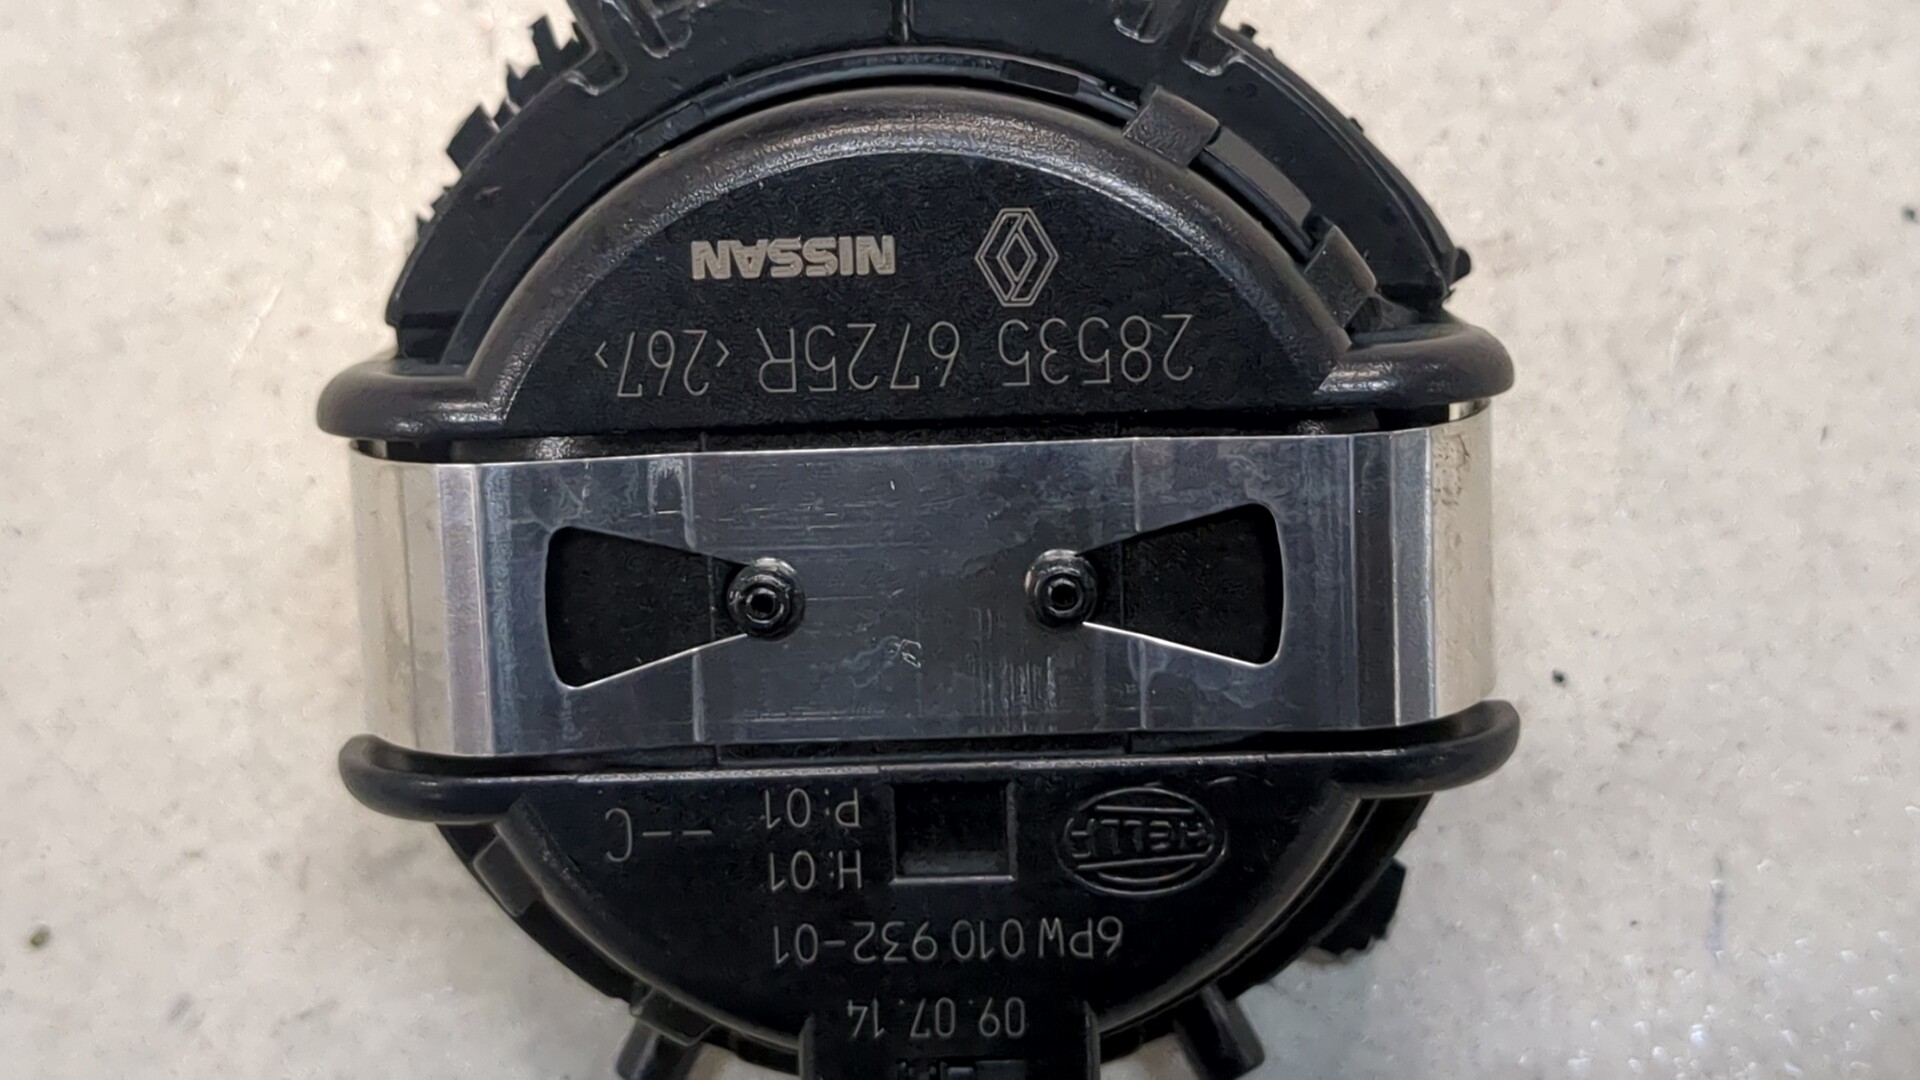 09.07.14
6PW 010 932-01
HELLA
H:01
P:01
--C
28535 6725R <267>
NISSAN